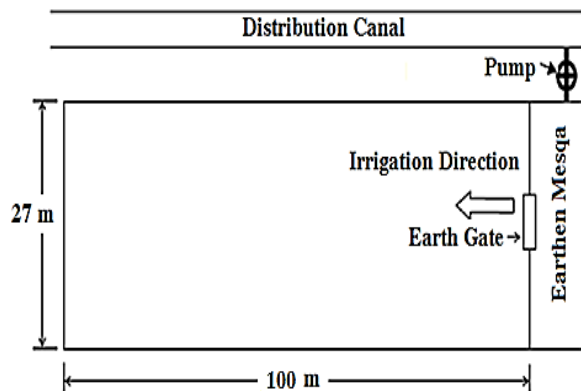 Distribution Canal
Pump
Irrigation Direction
27 m
Earth Gate
Earthen Mesqa
100 m